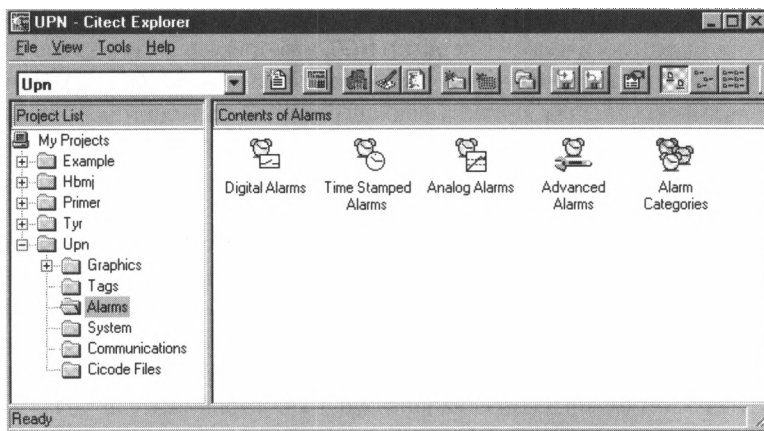 UPN - Citect Explorer
File View Tools Help
Upn
Project List
Contents of Alarms
My Projects
Example
Hbmj
Primer
Tyr
Upn
Graphics
Tags
Alarms
System
Communications
Cicode Files
Digital Alarms
Time Stamped
Alarms
Analog Alarms
Advanced
Alarms
Alarm
Categories
Ready